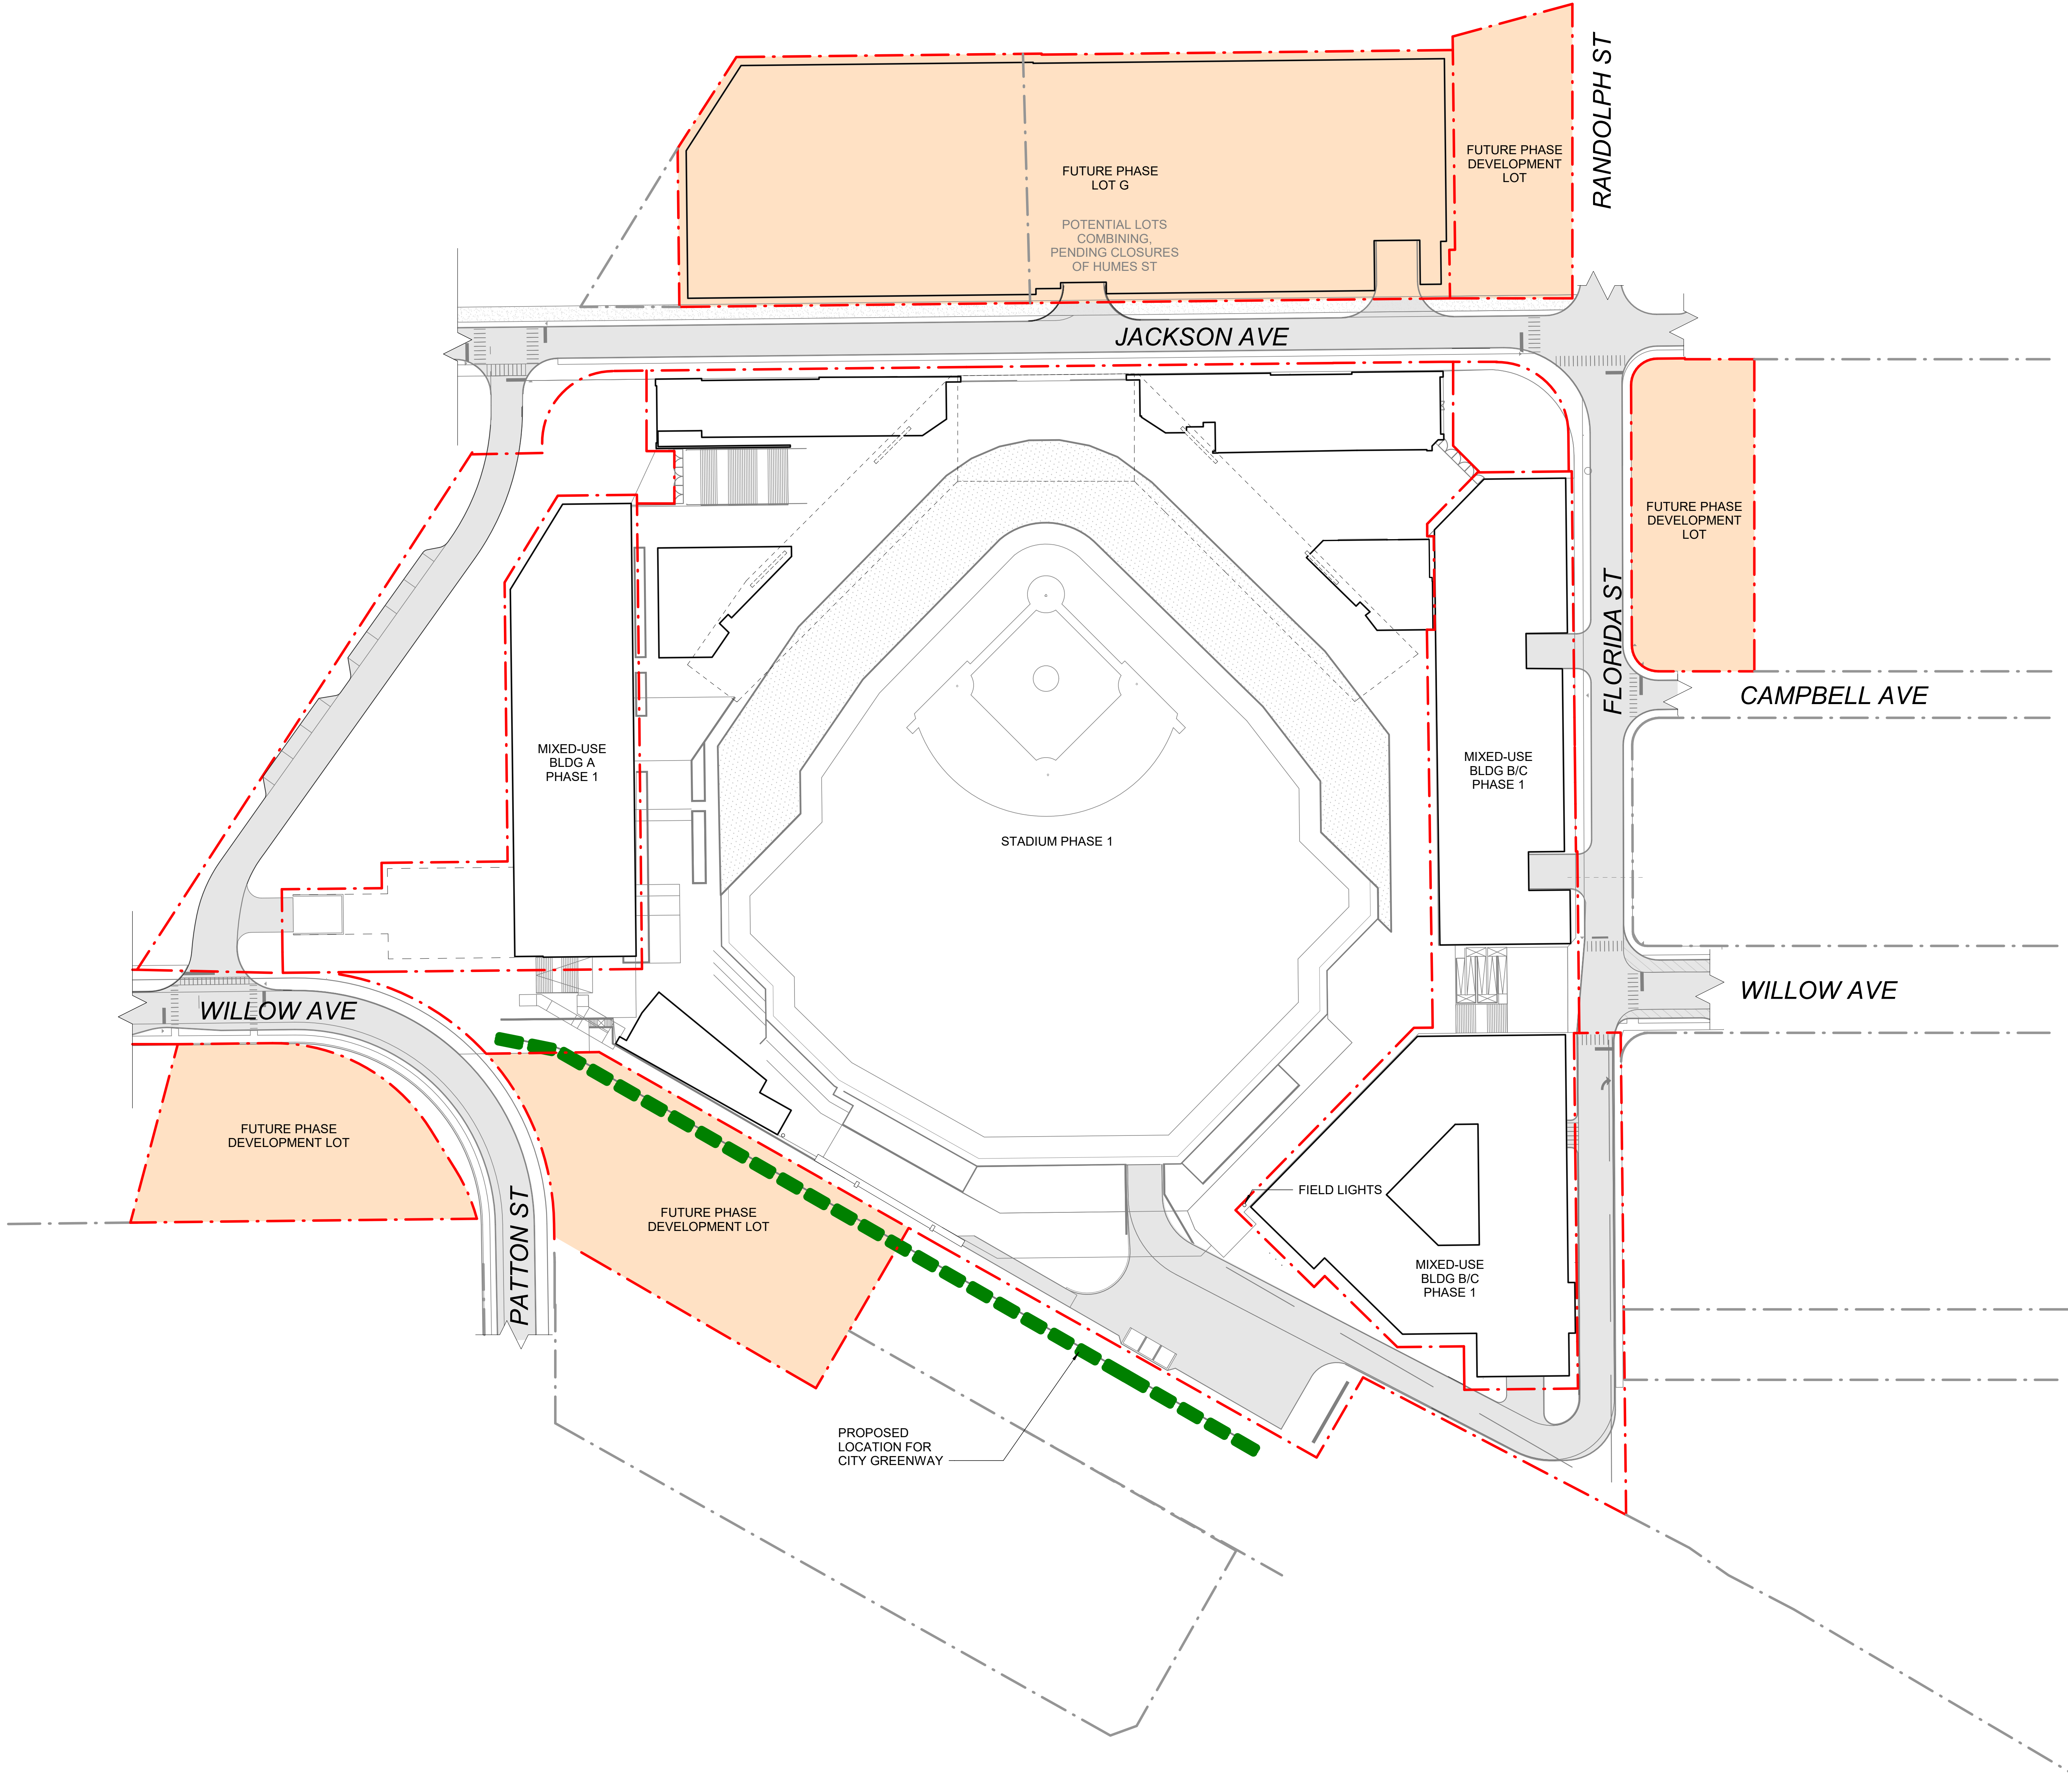 RANDOLPH ST
FUTURE PHASE
DEVELOPMENT
LOT
FUTURE PHASE
LOT G
POTENTIAL LOTS
COMBINING,
PENDING CLOSURES
OF HUMES ST
JACKSON AVE
FUTURE PHASE
DEVELOPMENT
LOT
FLORIDA ST
CAMPBELL AVE
MIXED-USE
BLDG A
PHASE 1
MIXED-USE
BLDG B/C
PHASE 1
STADIUM PHASE 1
WILLOW AVE
WILLOW AVE
FUTURE PHASE
DEVELOPMENT LOT
PATTON ST
FUTURE PHASE
DEVELOPMENT LOT
FIELD LIGHTS
MIXED-USE
BLDG B/C
PHASE 1
PROPOSED
LOCATION FOR
CITY GREENWAY